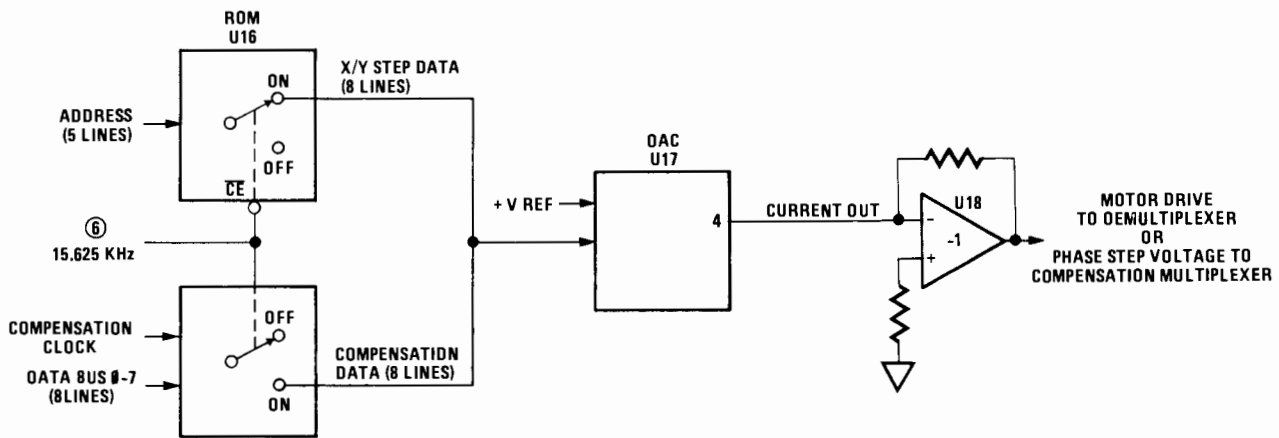 ROM
U16
ON
OFF
CE
ADDRESS
(5 LINES)
X/Y STEP DATA
(8 LINES)
⑥
15.625 KHz
COMPENSATION
CLOCK
OATA 8US 0-7
(8LINES)
OFF
ON
COMPENSATION
DATA (8 LINES)
OAC
U17
+ V REF
4
CURRENT OUT
U18
-
-1
+
MOTOR DRIVE
TO OEMULTIPLEXER
OR
PHASE STEP VOLTAGE TO
COMPENSATION MULTIPLEXER